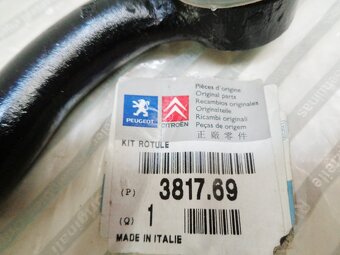 Pièces d'origine
Original parts
Recambios originales
Originalteile
Ricambi originali
Peças de origem
正廠零件
PEUGEOT
CITROËN
KIT ROTULE
(P) 3817.69
(Q) 1
MADE IN ITALIE